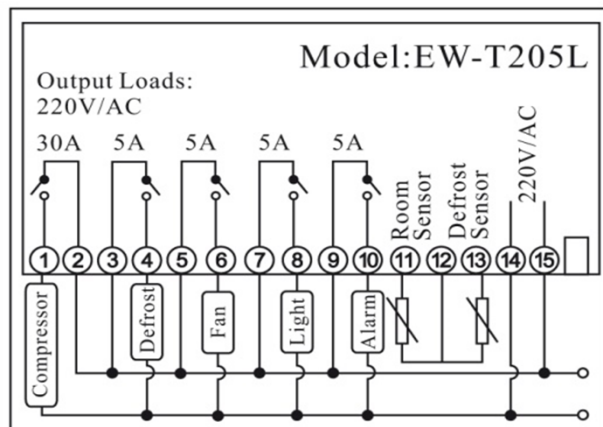 Model:EW-T205L
Output Loads:
220V/AC
30A 5A 5A 5A 5A
Room
Sensor
Defrost
Sensor
220V/AC
1 2 3 4 5 6 7 8 9 10 11 12 13 14 15
Compressor
Defrost
Fan
Light
Alarm